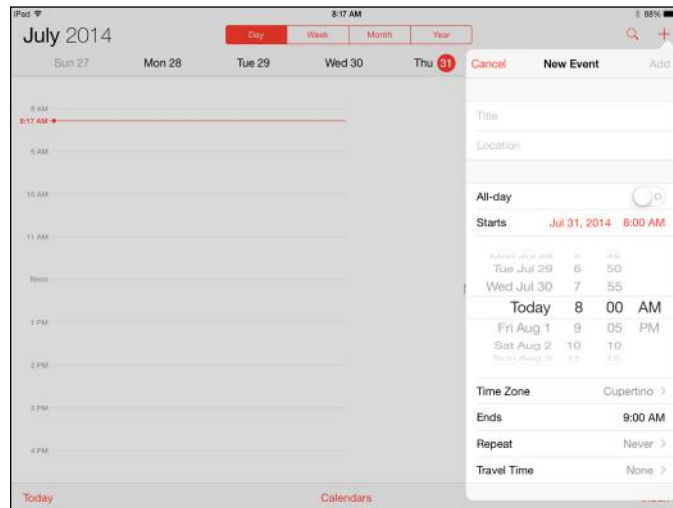 iPad 8:17 AM 88%
July 2014 Day Week Month Year
Sun 27 Mon 28 Tue 29 Wed 30 Thu 31
Cancel New Event Add
Title
Location
8 AM
8:17 AM
9 AM
10 AM
11 AM
Noon
1 PM
2 PM
3 PM
4 PM
All-day
Starts Jul 31, 2014 8:00 AM
Tue Jul 29 6 50
Wed Jul 30 7 55
Today 8 00 AM
Fri Aug 1 9 05 PM
Sat Aug 2 10 10
11 15
Time Zone Cupertino >
Ends 9:00 AM
Repeat Never >
Travel Time None >
Today Calendars